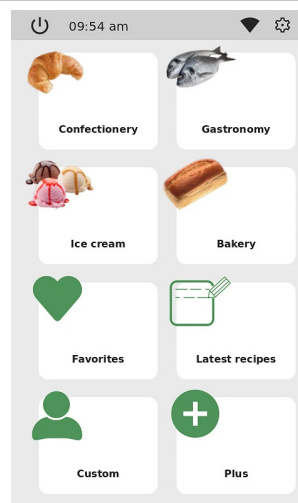 09:54 am
Confectionery
Gastronomy
Ice cream
Bakery
Favorites
Latest recipes
Custom
Plus